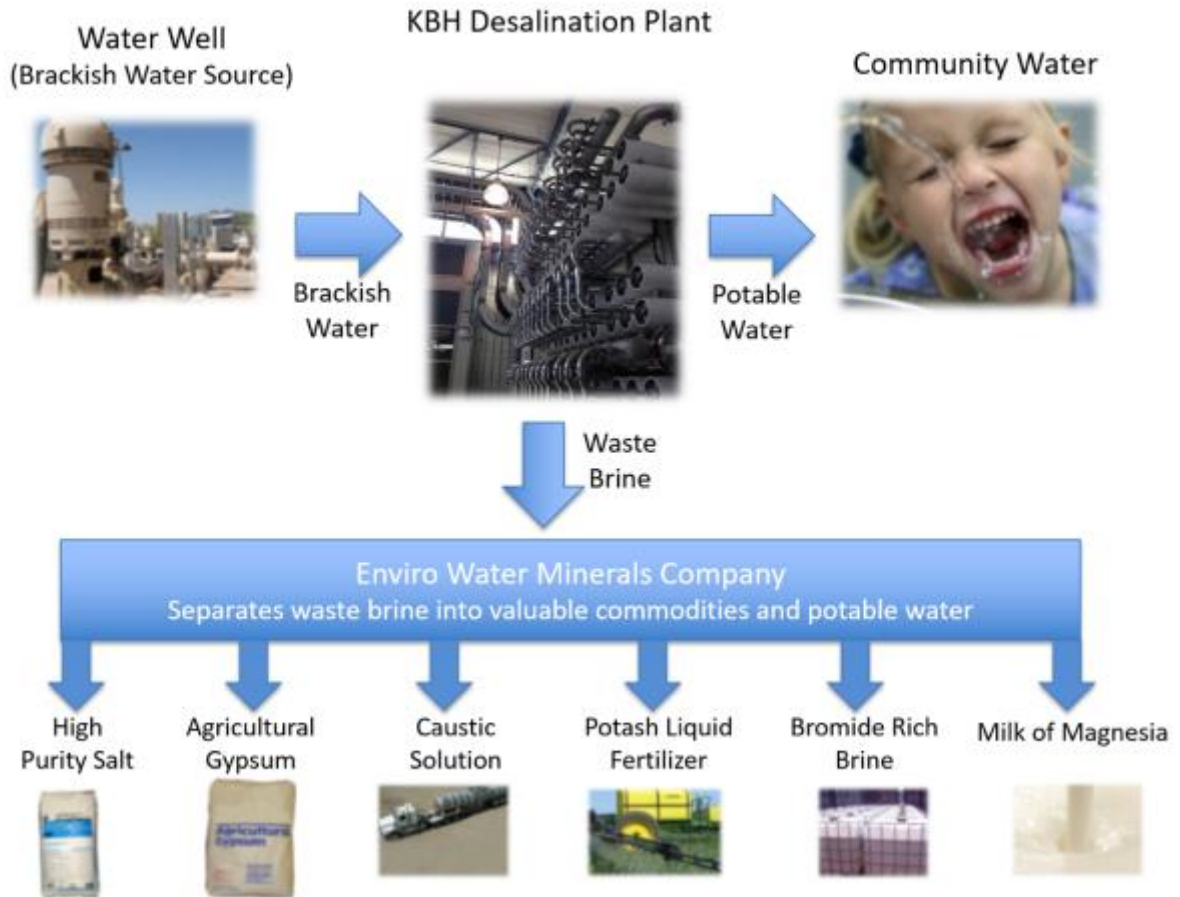 KBH Desalination Plant
Water Well
(Brackish Water Source)
Community Water
Brackish
Water
Potable
Water
Waste
Brine
Enviro Water Minerals Company
Separates waste brine into valuable commodities and potable water
High
Purity Salt
Agricultural
Gypsum
Caustic
Solution
Potash Liquid
Fertilizer
Bromide Rich
Brine
Milk of Magnesia
Agricultural
Gypsum